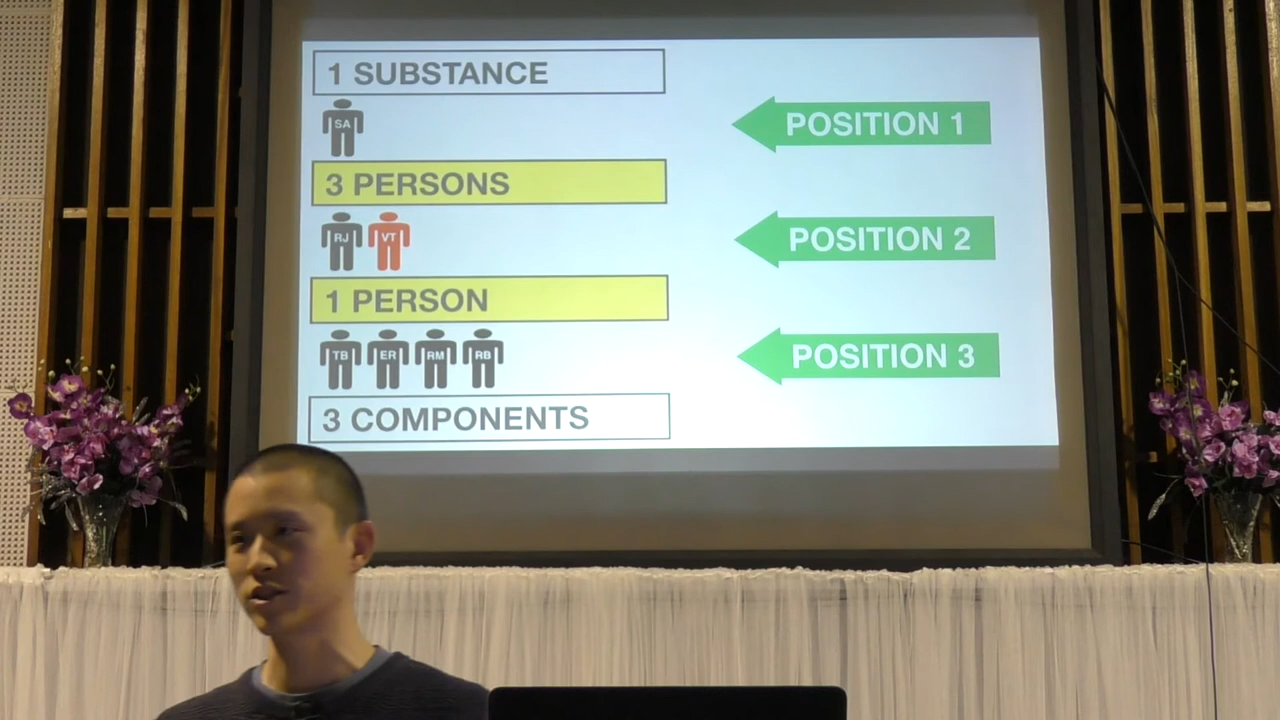 1 SUBSTANCE
SA
POSITION 1
3 PERSONS
RJ VT
POSITION 2
1 PERSON
TB ER RM RB
POSITION 3
3 COMPONENTS